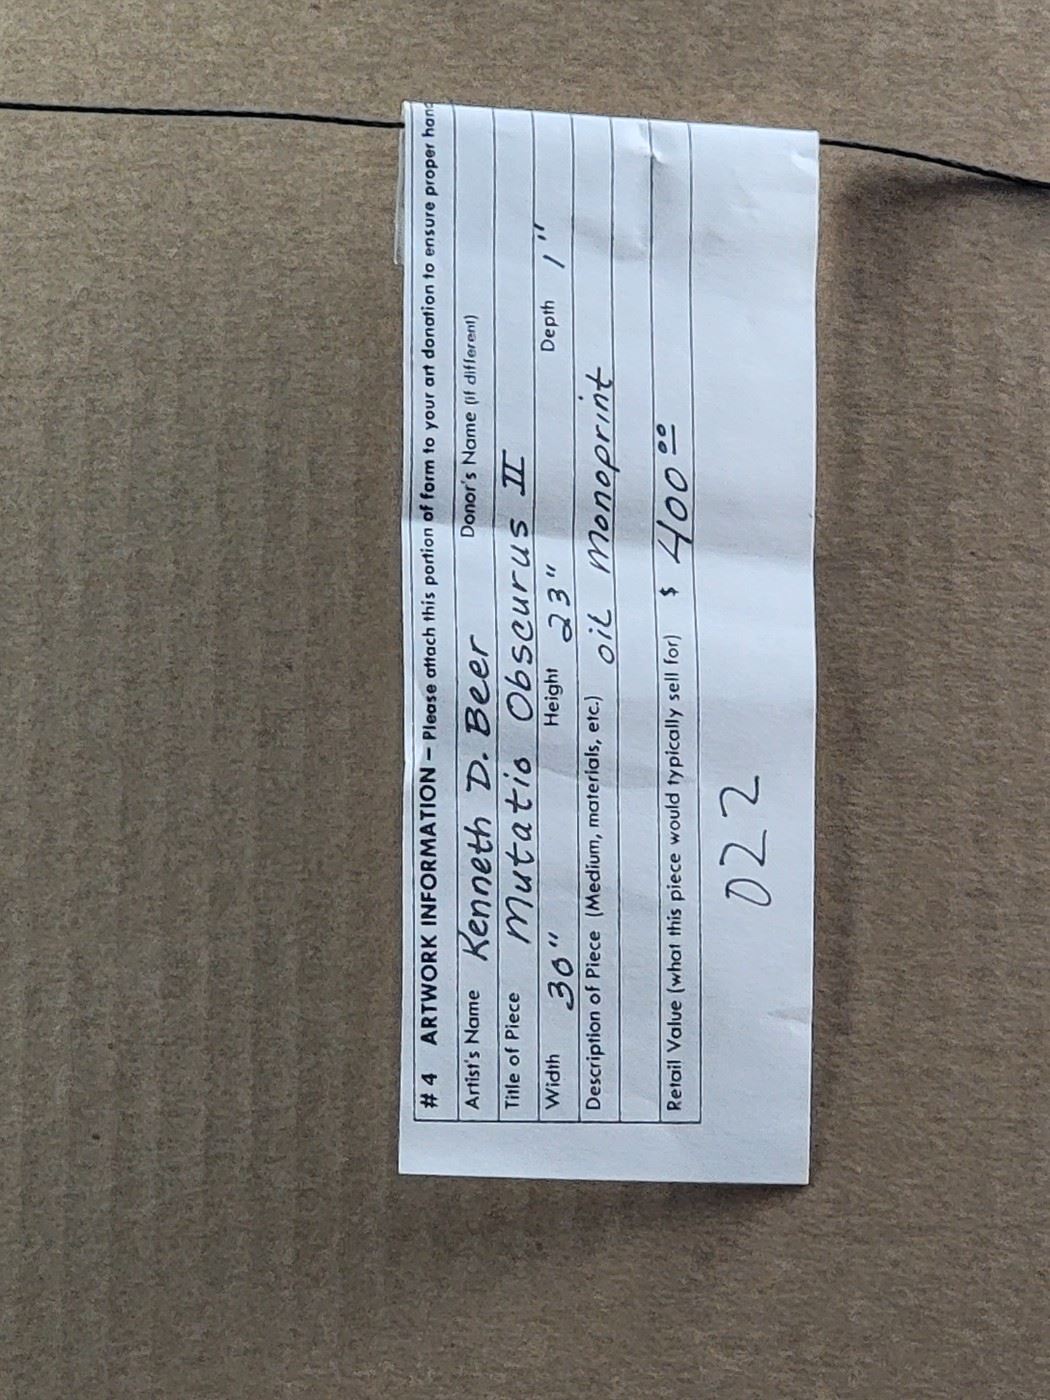 # 4 ARTWORK INFORMATION – Please attach this portion of form to your art donation to ensure proper hand
Artist's Name Kenneth D. Beer Donor's Name (if different)
Title of Piece Mutatio Obscurus II
Width 30" Height 23" Depth 1"
Description of Piece (Medium, materials, etc.) oil monoprint
Retail Value (what this piece would typically sell for) $ 400.00
022